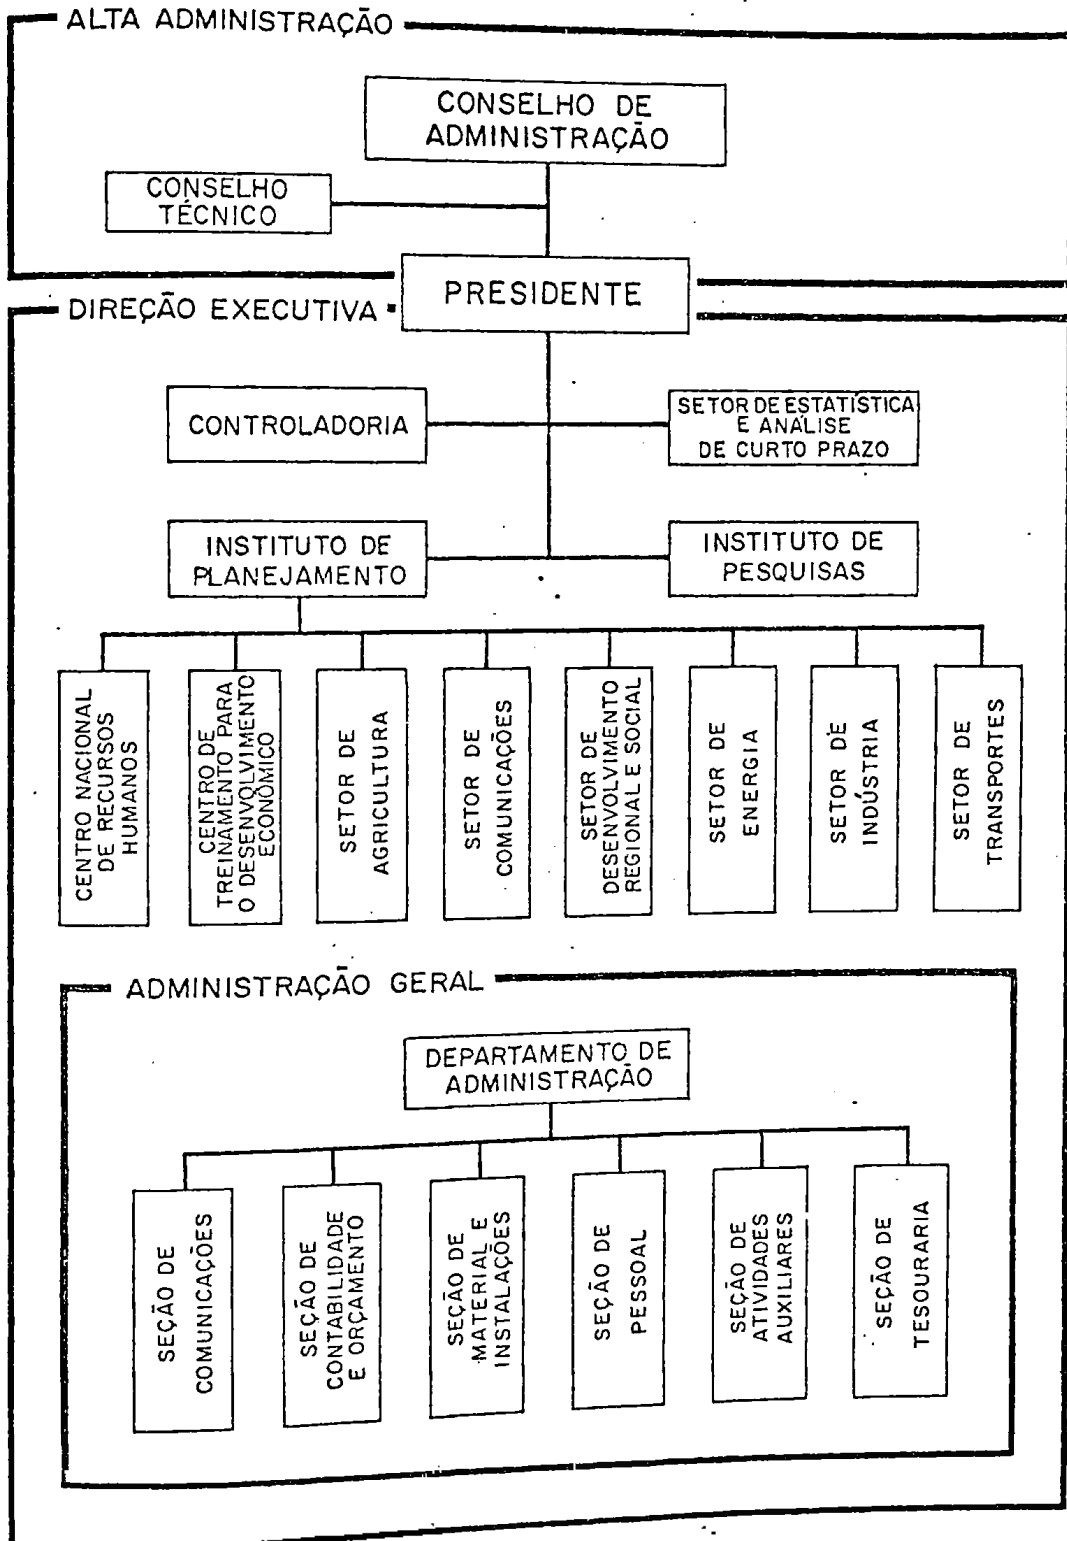 ALTA ADMINISTRAÇÃO
CONSELHO DE
ADMINISTRAÇÃO
CONSELHO
TÉCNICO
PRESIDENTE
DIREÇÃO EXECUTIVA
CONTROLADORIA
SETOR DE ESTATÍSTICA
E ANÁLISE
DE CURTO PRAZO
INSTITUTO DE
PLANEJAMENTO
INSTITUTO DE
PESQUISAS
CENTRO NACIONAL
DE RECURSOS
HUMANOS
CENTRO DE
TREINAMENTO PARA
O DESENVOLVIMENTO
ECONÔMICO
SETOR DE
AGRICULTURA
SETOR DE
COMUNICAÇÕES
SETOR DE
DESENVOLVIMENTO
REGIONAL E SOCIAL
SETOR DE
ENERGIA
SETOR DE
INDÚSTRIA
SETOR DE
TRANSPORTES
ADMINISTRAÇÃO GERAL
DEPARTAMENTO DE
ADMINISTRAÇÃO
SEÇÃO DE
COMUNICAÇÕES
SEÇÃO DE
CONTABILIDADE
E ORÇAMENTO
SEÇÃO DE
MATERIAL E
INSTALAÇÕES
SEÇÃO DE
PESSOAL
SEÇÃO DE
ATIVIDADES
AUXILIARES
SEÇÃO DE
TESOURARIA